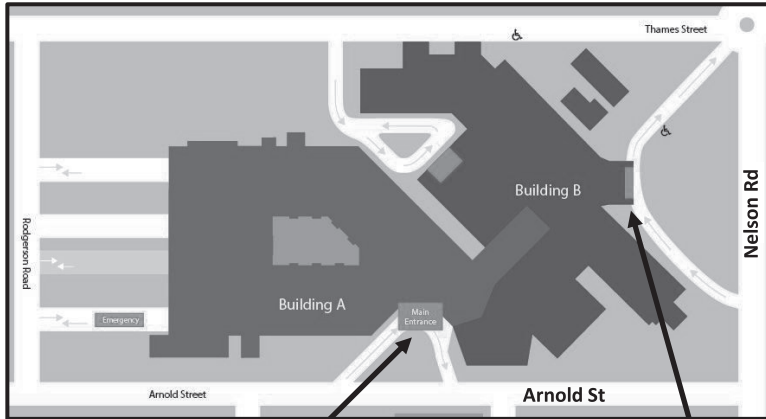 Thames Street
Building B
Nelson Rd
Rodgerson Road
Building A
Main
Entrance
Emergency
Arnold Street
Arnold St